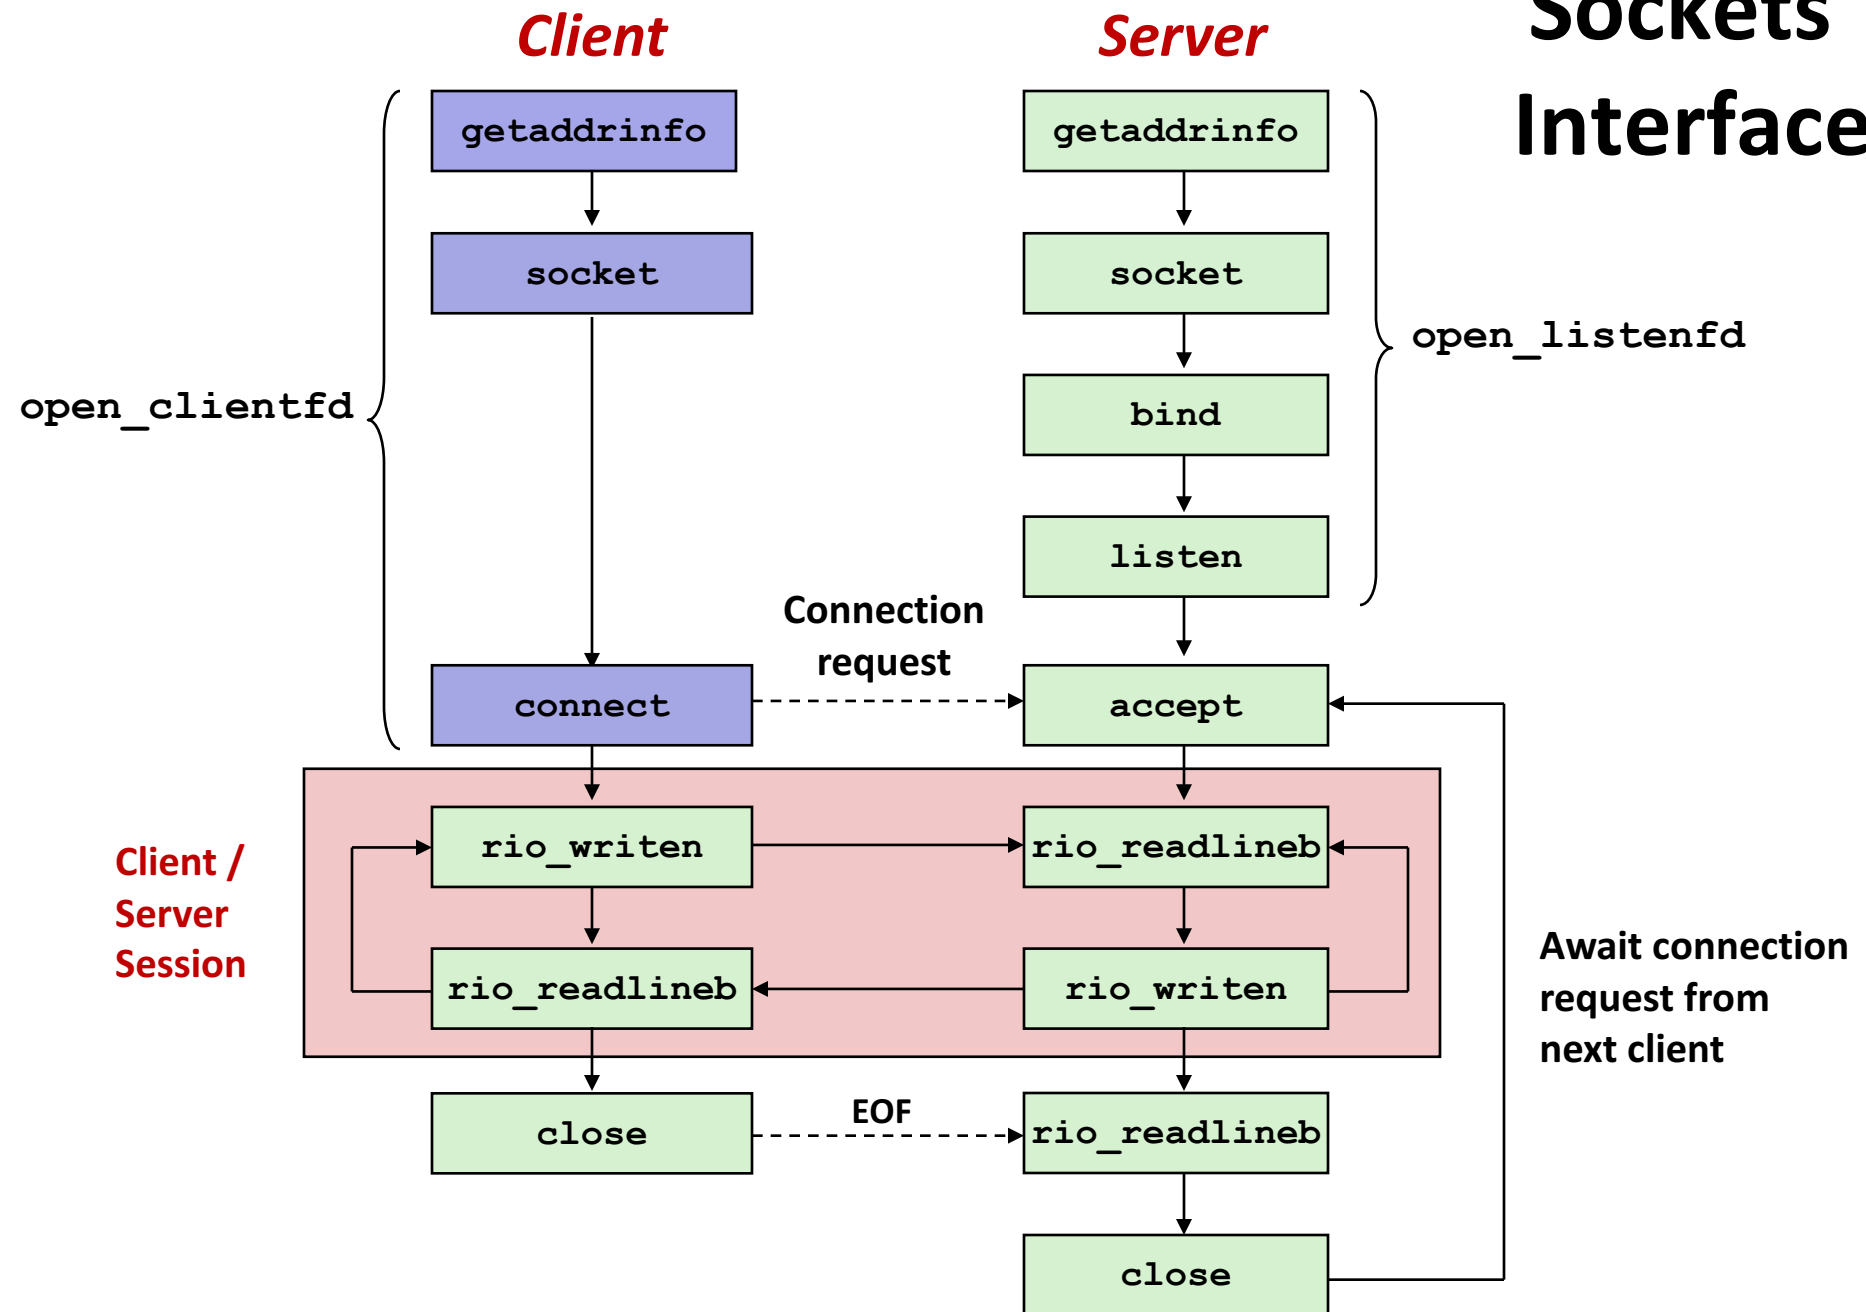 Sockets
Interface
Client
Server
getaddrinfo
getaddrinfo
socket
socket
open_listenfd
open_clientfd
bind
listen
Connection
request
connect
accept
Client /
Server
Session
rio_writen
rio_readlineb
rio_readlineb
rio_writen
Await connection
request from
next client
close
EOF
rio_readlineb
close